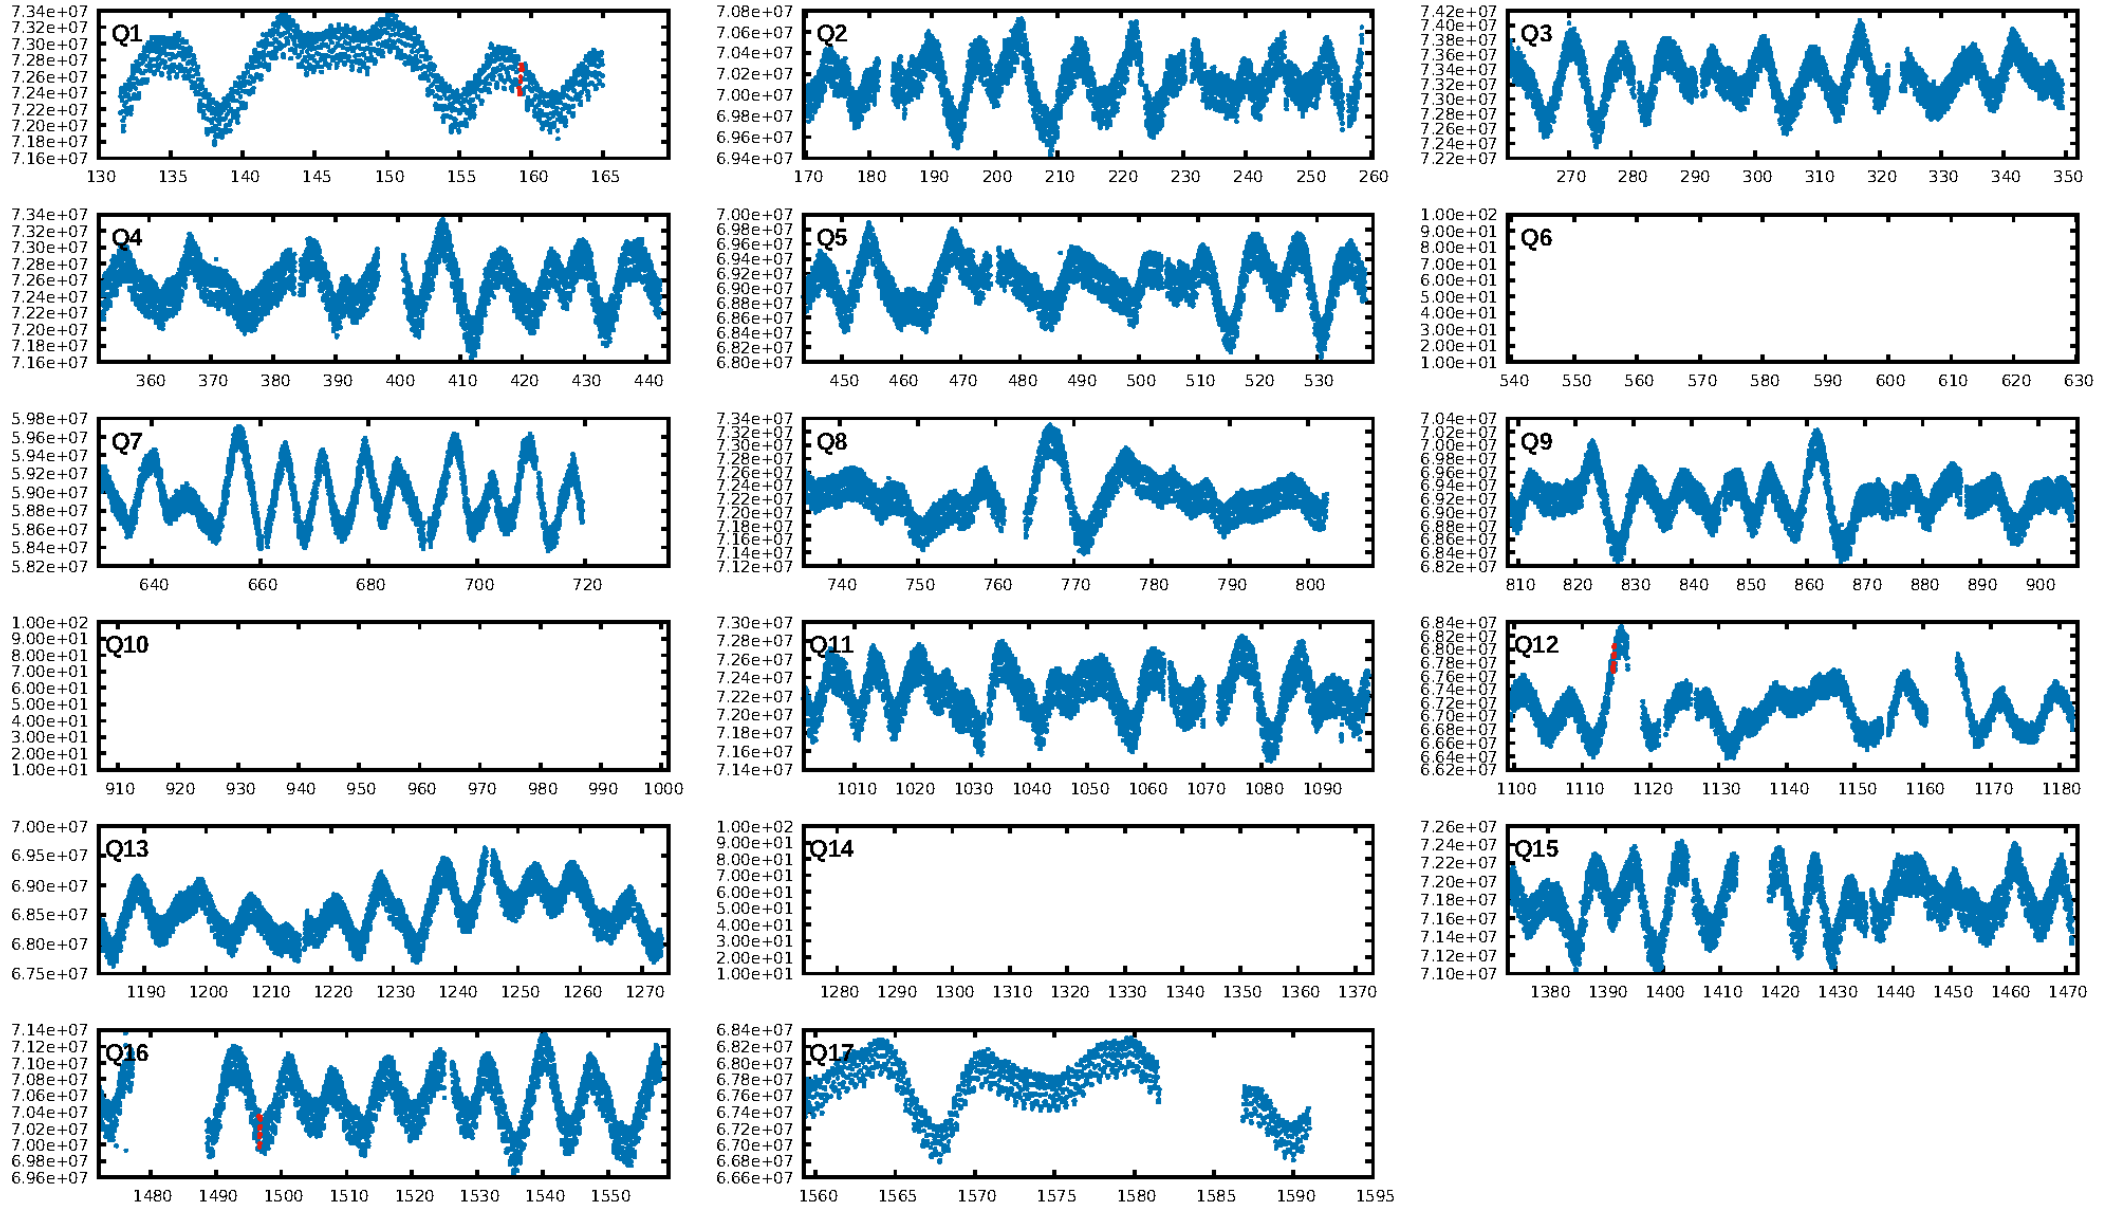 Q1
7.34e+07
7.32e+07
7.30e+07
7.28e+07
7.26e+07
7.24e+07
7.22e+07
7.20e+07
7.18e+07
7.16e+07
130 135 140 145 150 155 160 165
Q2
7.08e+07
7.06e+07
7.04e+07
7.02e+07
7.00e+07
6.98e+07
6.96e+07
6.94e+07
170 180 190 200 210 220 230 240 250 260
Q3
7.42e+07
7.40e+07
7.38e+07
7.36e+07
7.34e+07
7.32e+07
7.30e+07
7.28e+07
7.26e+07
7.24e+07
7.22e+07
270 280 290 300 310 320 330 340 350
Q4
7.34e+07
7.32e+07
7.30e+07
7.28e+07
7.26e+07
7.24e+07
7.22e+07
7.20e+07
7.18e+07
7.16e+07
360 370 380 390 400 410 420 430 440
Q5
7.00e+07
6.98e+07
6.96e+07
6.94e+07
6.92e+07
6.90e+07
6.88e+07
6.86e+07
6.84e+07
6.82e+07
6.80e+07
450 460 470 480 490 500 510 520 530
Q6
1.00e+02
9.00e+01
8.00e+01
7.00e+01
6.00e+01
5.00e+01
4.00e+01
3.00e+01
2.00e+01
1.00e+01
540 550 560 570 580 590 600 610 620 630
Q7
5.98e+07
5.96e+07
5.94e+07
5.92e+07
5.90e+07
5.88e+07
5.86e+07
5.84e+07
5.82e+07
640 660 680 700 720
Q8
7.34e+07
7.32e+07
7.30e+07
7.28e+07
7.26e+07
7.24e+07
7.22e+07
7.20e+07
7.18e+07
7.16e+07
7.14e+07
7.12e+07
740 750 760 770 780 790 800
Q9
7.04e+07
7.02e+07
7.00e+07
6.98e+07
6.96e+07
6.94e+07
6.92e+07
6.90e+07
6.88e+07
6.86e+07
6.84e+07
6.82e+07
810 820 830 840 850 860 870 880 890 900
Q10
1.00e+02
9.00e+01
8.00e+01
7.00e+01
6.00e+01
5.00e+01
4.00e+01
3.00e+01
2.00e+01
1.00e+01
910 920 930 940 950 960 970 980 990 1000
Q11
7.30e+07
7.28e+07
7.26e+07
7.24e+07
7.22e+07
7.20e+07
7.18e+07
7.16e+07
7.14e+07
1010 1020 1030 1040 1050 1060 1070 1080 1090
Q12
6.84e+07
6.82e+07
6.80e+07
6.78e+07
6.76e+07
6.74e+07
6.72e+07
6.70e+07
6.68e+07
6.66e+07
6.64e+07
6.62e+07
1100 1110 1120 1130 1140 1150 1160 1170 1180
Q13
7.00e+07
6.95e+07
6.90e+07
6.85e+07
6.80e+07
6.75e+07
1190 1200 1210 1220 1230 1240 1250 1260 1270
Q14
1.00e+02
9.00e+01
8.00e+01
7.00e+01
6.00e+01
5.00e+01
4.00e+01
3.00e+01
2.00e+01
1.00e+01
1280 1290 1300 1310 1320 1330 1340 1350 1360 1370
Q15
7.26e+07
7.24e+07
7.22e+07
7.20e+07
7.18e+07
7.16e+07
7.14e+07
7.12e+07
7.10e+07
1380 1390 1400 1410 1420 1430 1440 1450 1460 1470
Q16
7.14e+07
7.12e+07
7.10e+07
7.08e+07
7.06e+07
7.04e+07
7.02e+07
7.00e+07
6.98e+07
6.96e+07
1480 1490 1500 1510 1520 1530 1540 1550
Q17
6.84e+07
6.82e+07
6.80e+07
6.78e+07
6.76e+07
6.74e+07
6.72e+07
6.70e+07
6.68e+07
6.66e+07
1560 1565 1570 1575 1580 1585 1590 1595